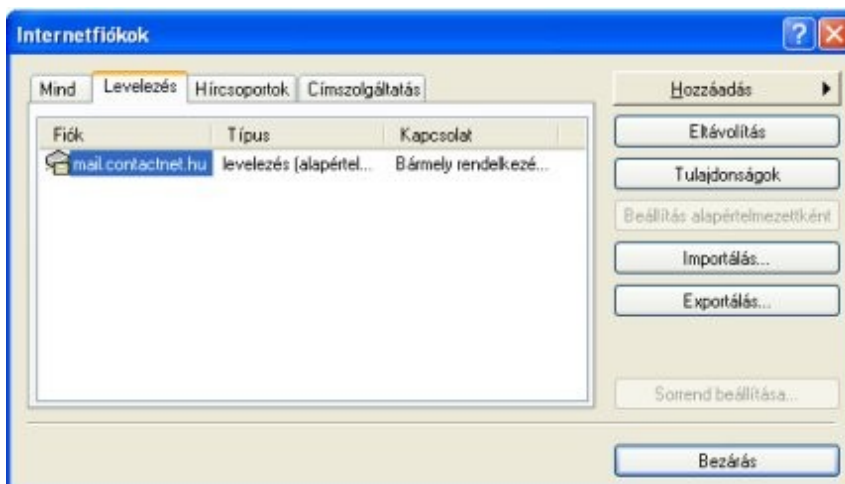 Internetfiókok
Mind Levelezés Hírcsoportok Címszolgáltatás
Fiók Típus Kapcsolat
mail.contactnet.hu levelezés (alapértel... Bármely rendelkezé...
Hozzáadás
Eltávolítás
Tulajdonságok
Beállítás alapértelmezettként
Importálás...
Exportálás...
Sorrend beállítása...
Bezárás